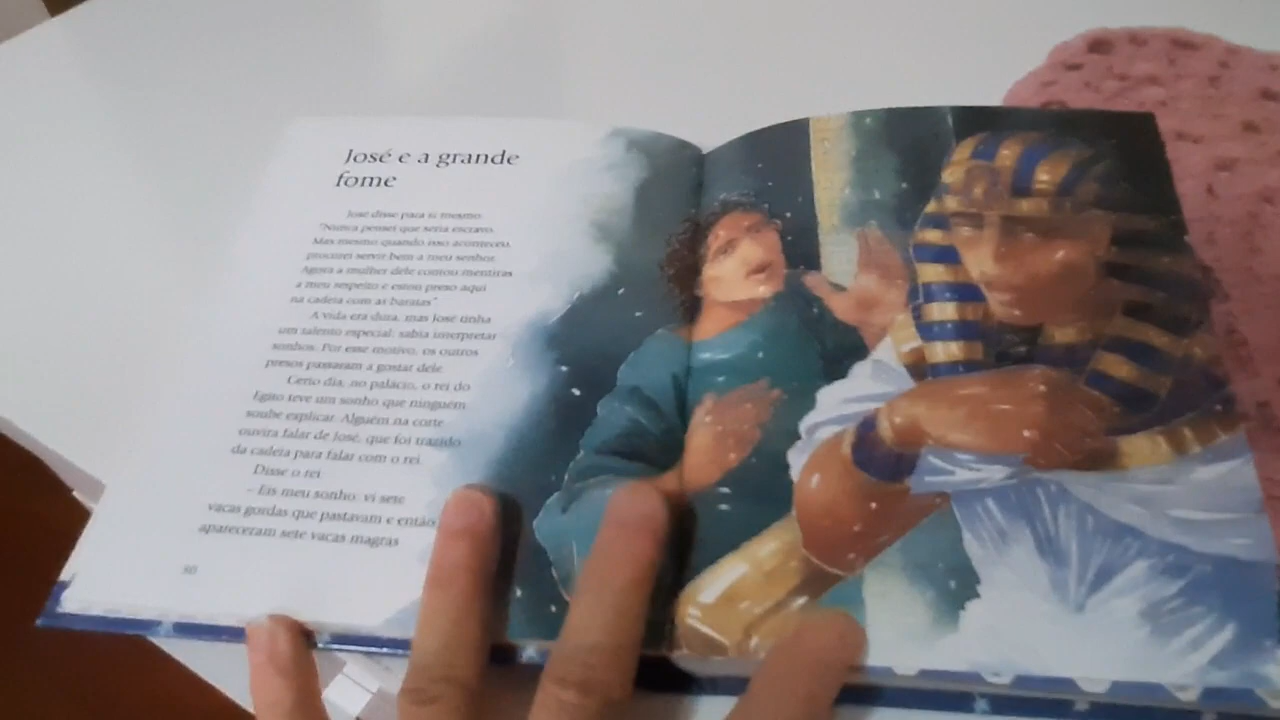 José e a grande
fome
José disse para si mesmo:
"Nunca pensei que seria escravo.
Mas mesmo quando isso aconteceu,
procurei servir bem a meu senhor.
Agora a mulher dele contou mentiras
a meu respeito e estou preso aqui
na cadeia com as baratas".
A vida era dura, mas José tinha
um talento especial: sabia interpretar
sonhos. Por esse motivo, os outros
presos passaram a gostar dele.
Certo dia, no palácio, o rei do
Egito teve um sonho que ninguém
soube explicar. Alguém na corte
ouvira falar de José, que foi trazido
da cadeia para falar com o rei.
Disse o rei:
– Eis meu sonho: vi sete
vacas gordas que pastavam e então
apareceram sete vacas magras
80